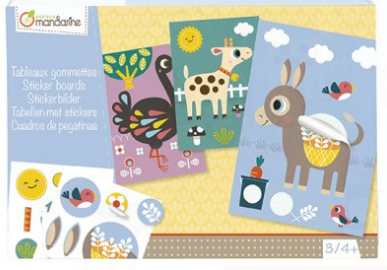 AVENUE
mandarine
Tableaux gommettes
Sticker boards
Stickerbilder
Tabellen met stickers
Cuadros de pegatinas
3/4+